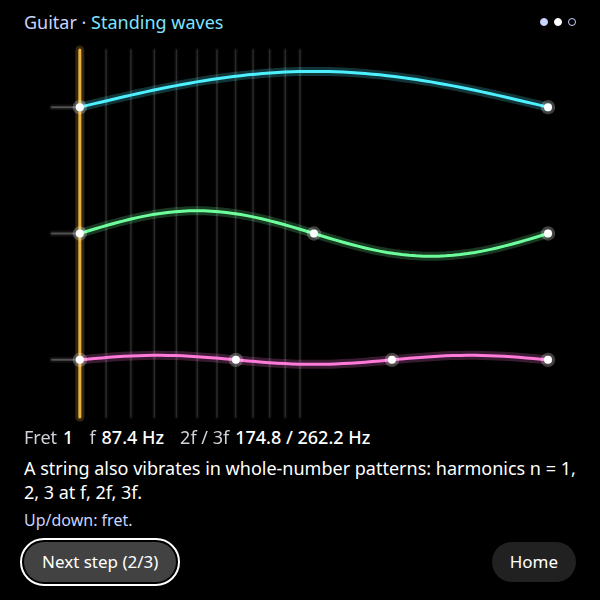 Guitar · Standing waves
Fret 1 f 87.4 Hz 2f / 3f 174.8 / 262.2 Hz
A string also vibrates in whole-number patterns: harmonics n = 1,
2, 3 at f, 2f, 3f.
Up/down: fret.
Next step (2/3) Home